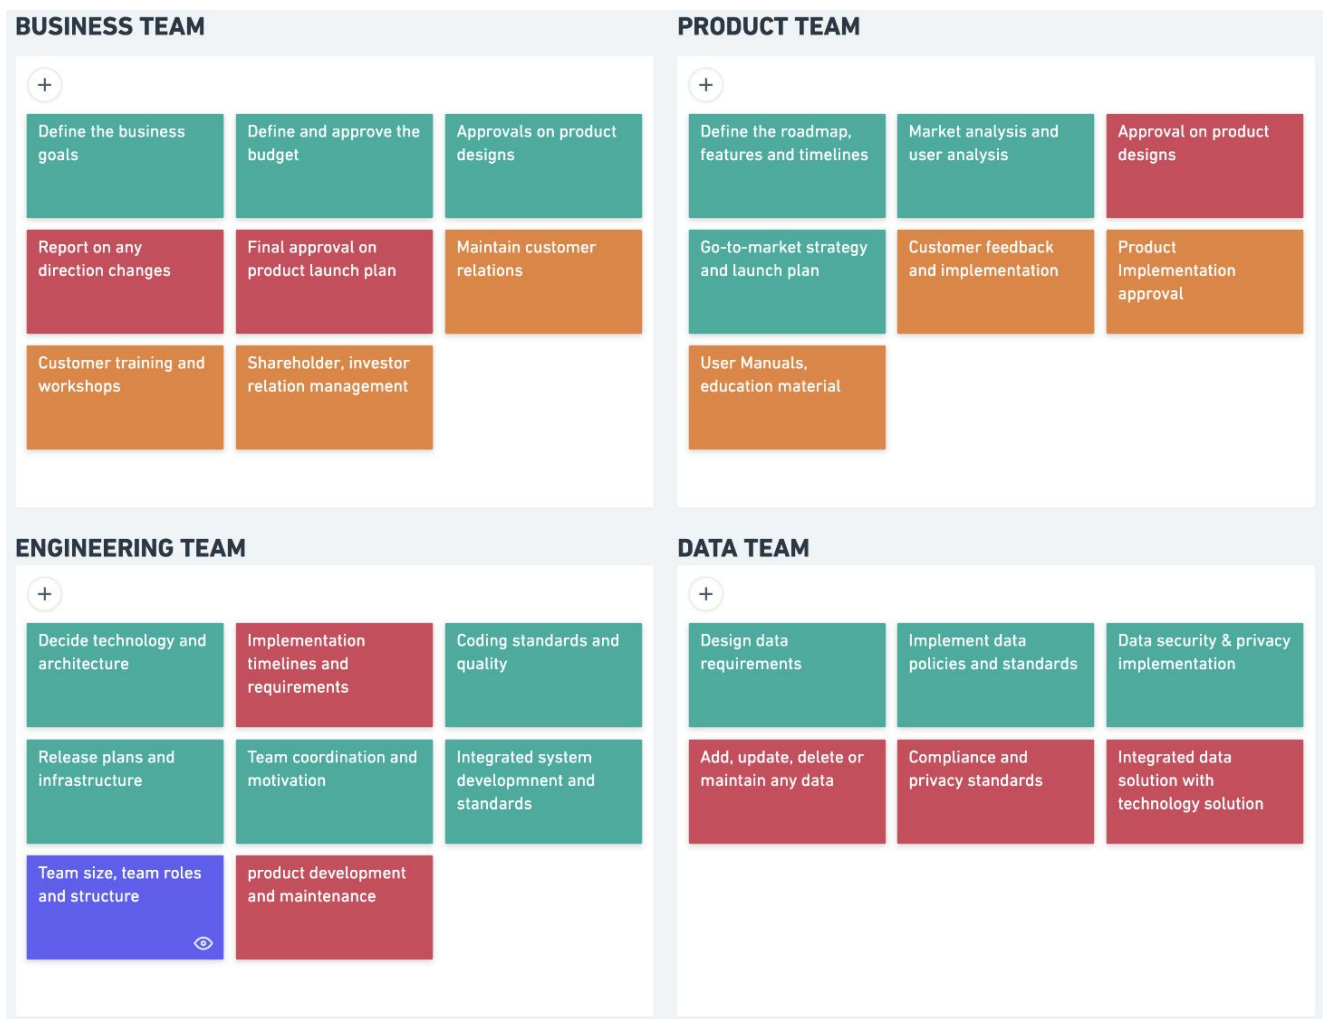 BUSINESS TEAM
Define the business
goals
Define and approve the
budget
Approvals on product
designs
Report on any
direction changes
Final approval on
product launch plan
Maintain customer
relations
Customer training and
workshops
Shareholder, investor
relation management
PRODUCT TEAM
Define the roadmap,
features and timelines
Market analysis and
user analysis
Approval on product
designs
Go-to-market strategy
and launch plan
Customer feedback
and implementation
Product
Implementation
approval
User Manuals,
education material
ENGINEERING TEAM
Decide technology and
architecture
Implementation
timelines and
requirements
Coding standards and
quality
Release plans and
infrastructure
Team coordination and
motivation
Integrated system
developmnent and
standards
Team size, team roles
and structure
product development
and maintenance
DATA TEAM
Design data
requirements
Implement data
policies and standards
Data security & privacy
implementation
Add, update, delete or
maintain any data
Compliance and
privacy standards
Integrated data
solution with
technology solution